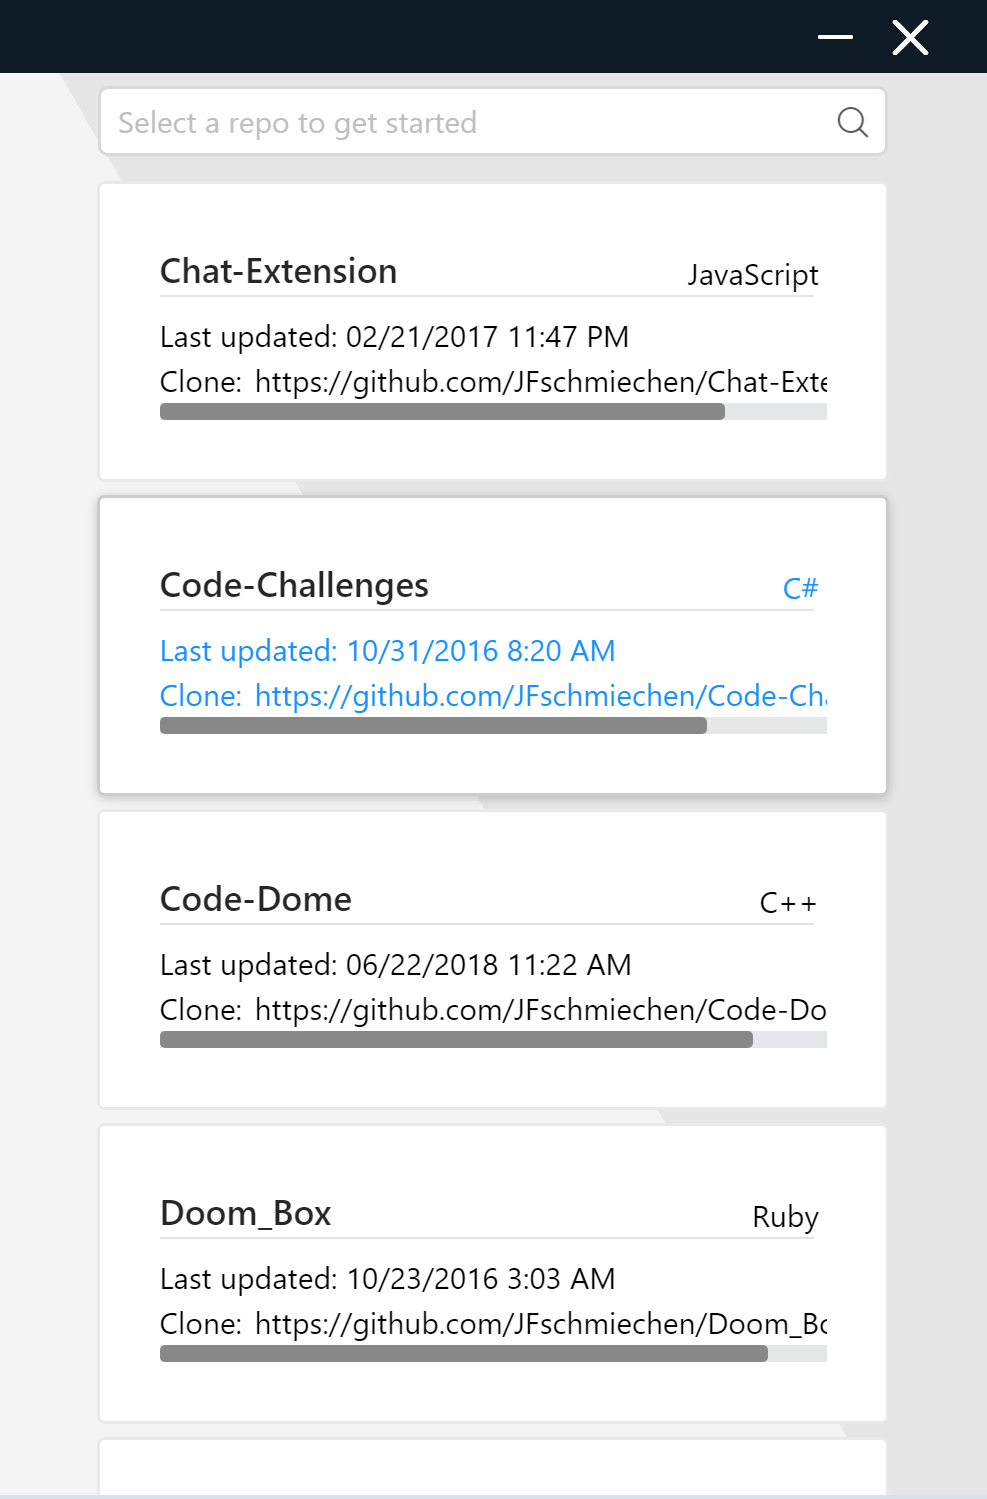 Select a repo to get started
Chat-Extension
JavaScript
Last updated: 02/21/2017 11:47 PM
Clone: https://github.com/JFschmiechen/Chat-Exte
Code-Challenges
C#
Last updated: 10/31/2016 8:20 AM
Clone: https://github.com/JFschmiechen/Code-Cha
Code-Dome
C++
Last updated: 06/22/2018 11:22 AM
Clone: https://github.com/JFschmiechen/Code-Do
Doom_Box
Ruby
Last updated: 10/23/2016 3:03 AM
Clone: https://github.com/JFschmiechen/Doom_Bo